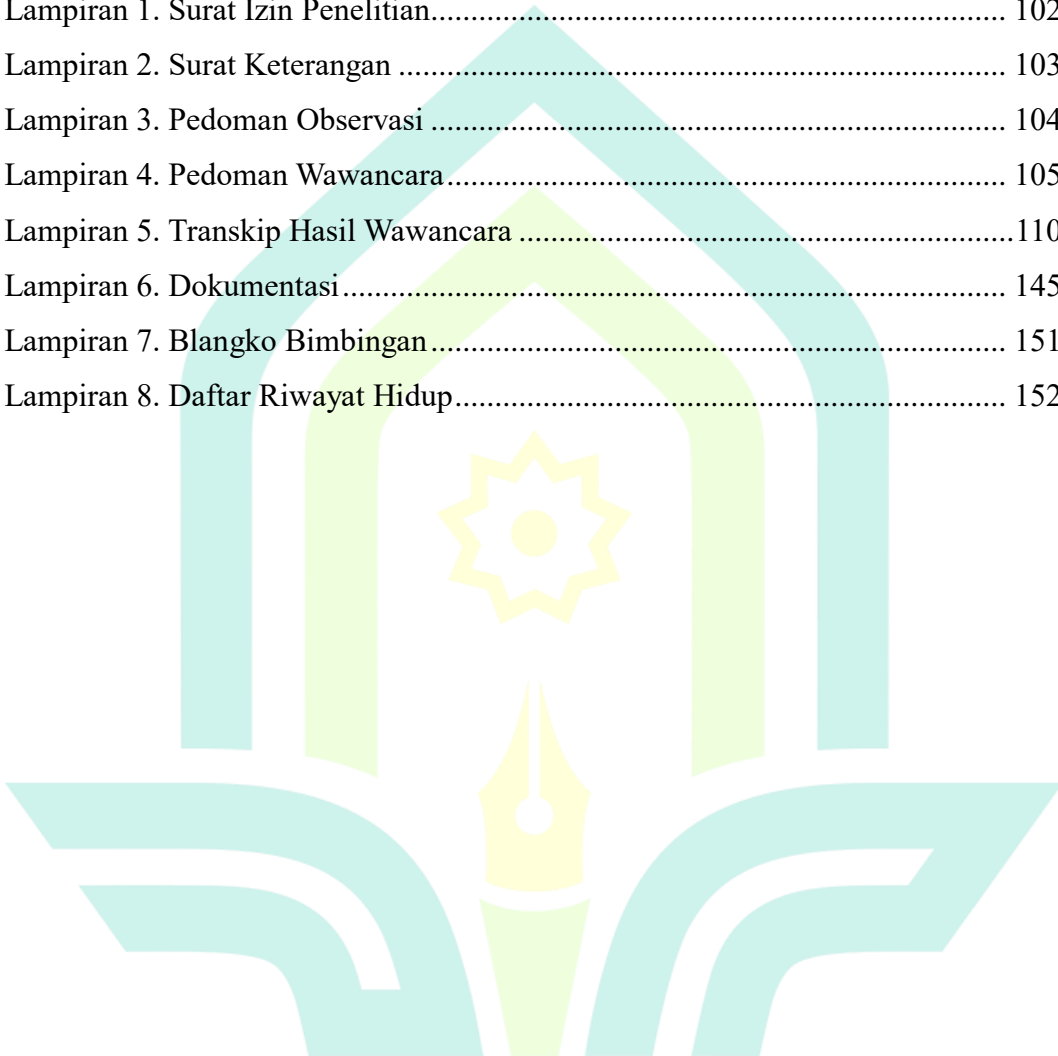 Lampiran 1. Surat Izin Penelitian.......................................................................... 102
Lampiran 2. Surat Keterangan .............................................................................. 103
Lampiran 3. Pedoman Observasi .......................................................................... 104
Lampiran 4. Pedoman Wawancara........................................................................ 105
Lampiran 5. Transkip Hasil Wawancara ...............................................................110
Lampiran 6. Dokumentasi..................................................................................... 145
Lampiran 7. Blangko Bimbingan.......................................................................... 151
Lampiran 8. Daftar Riwayat Hidup....................................................................... 152